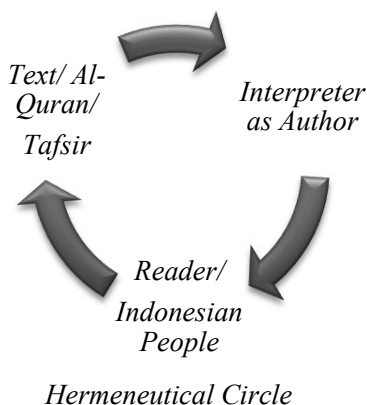 Text/ Al-
Quran/
Tafsir
Interpreter
as Author
Reader/
Indonesian
People
Hermeneutical Circle